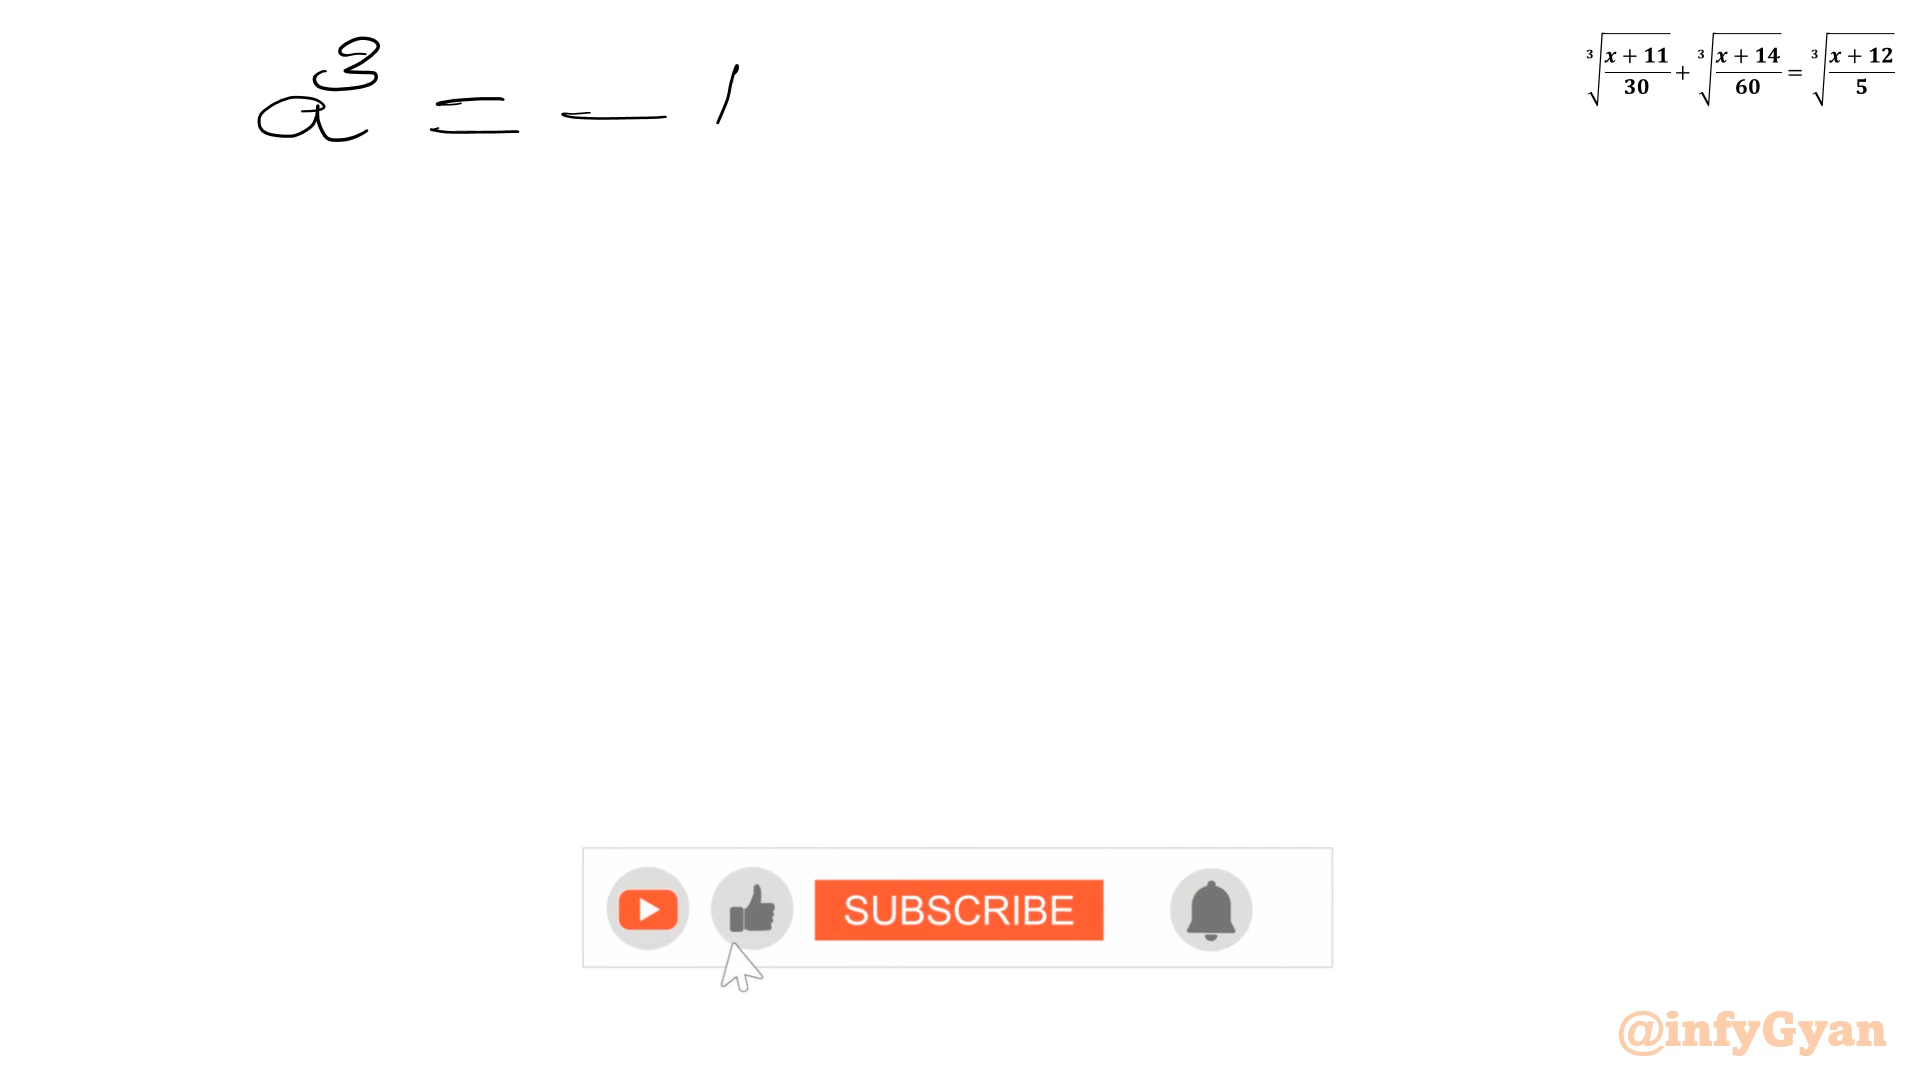 a³ = − 1
∛((x + 11)/30) + ∛((x + 14)/60) = ∛((x + 12)/5)
SUBSCRIBE
@infyGyan